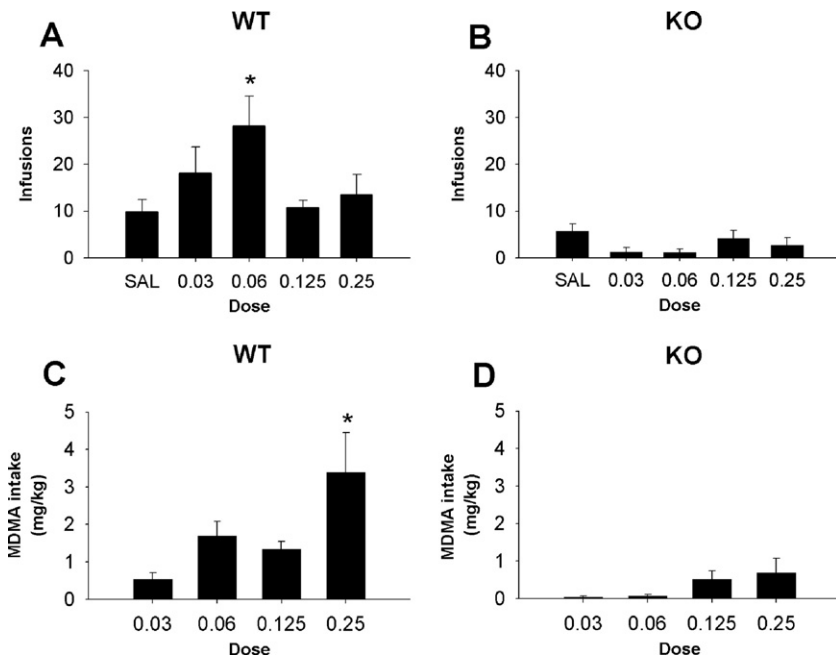 A
WT
B
KO
*
40
30
20
10
0
Infusions
SAL 0.03 0.06 0.125 0.25
Dose
40
30
20
10
0
Infusions
SAL 0.03 0.06 0.125 0.25
Dose
C
WT
D
KO
*
5
4
3
2
1
0
MDMA intake
(mg/kg)
0.03 0.06 0.125 0.25
Dose
5
4
3
2
1
0
MDMA intake
(mg/kg)
0.03 0.06 0.125 0.25
Dose